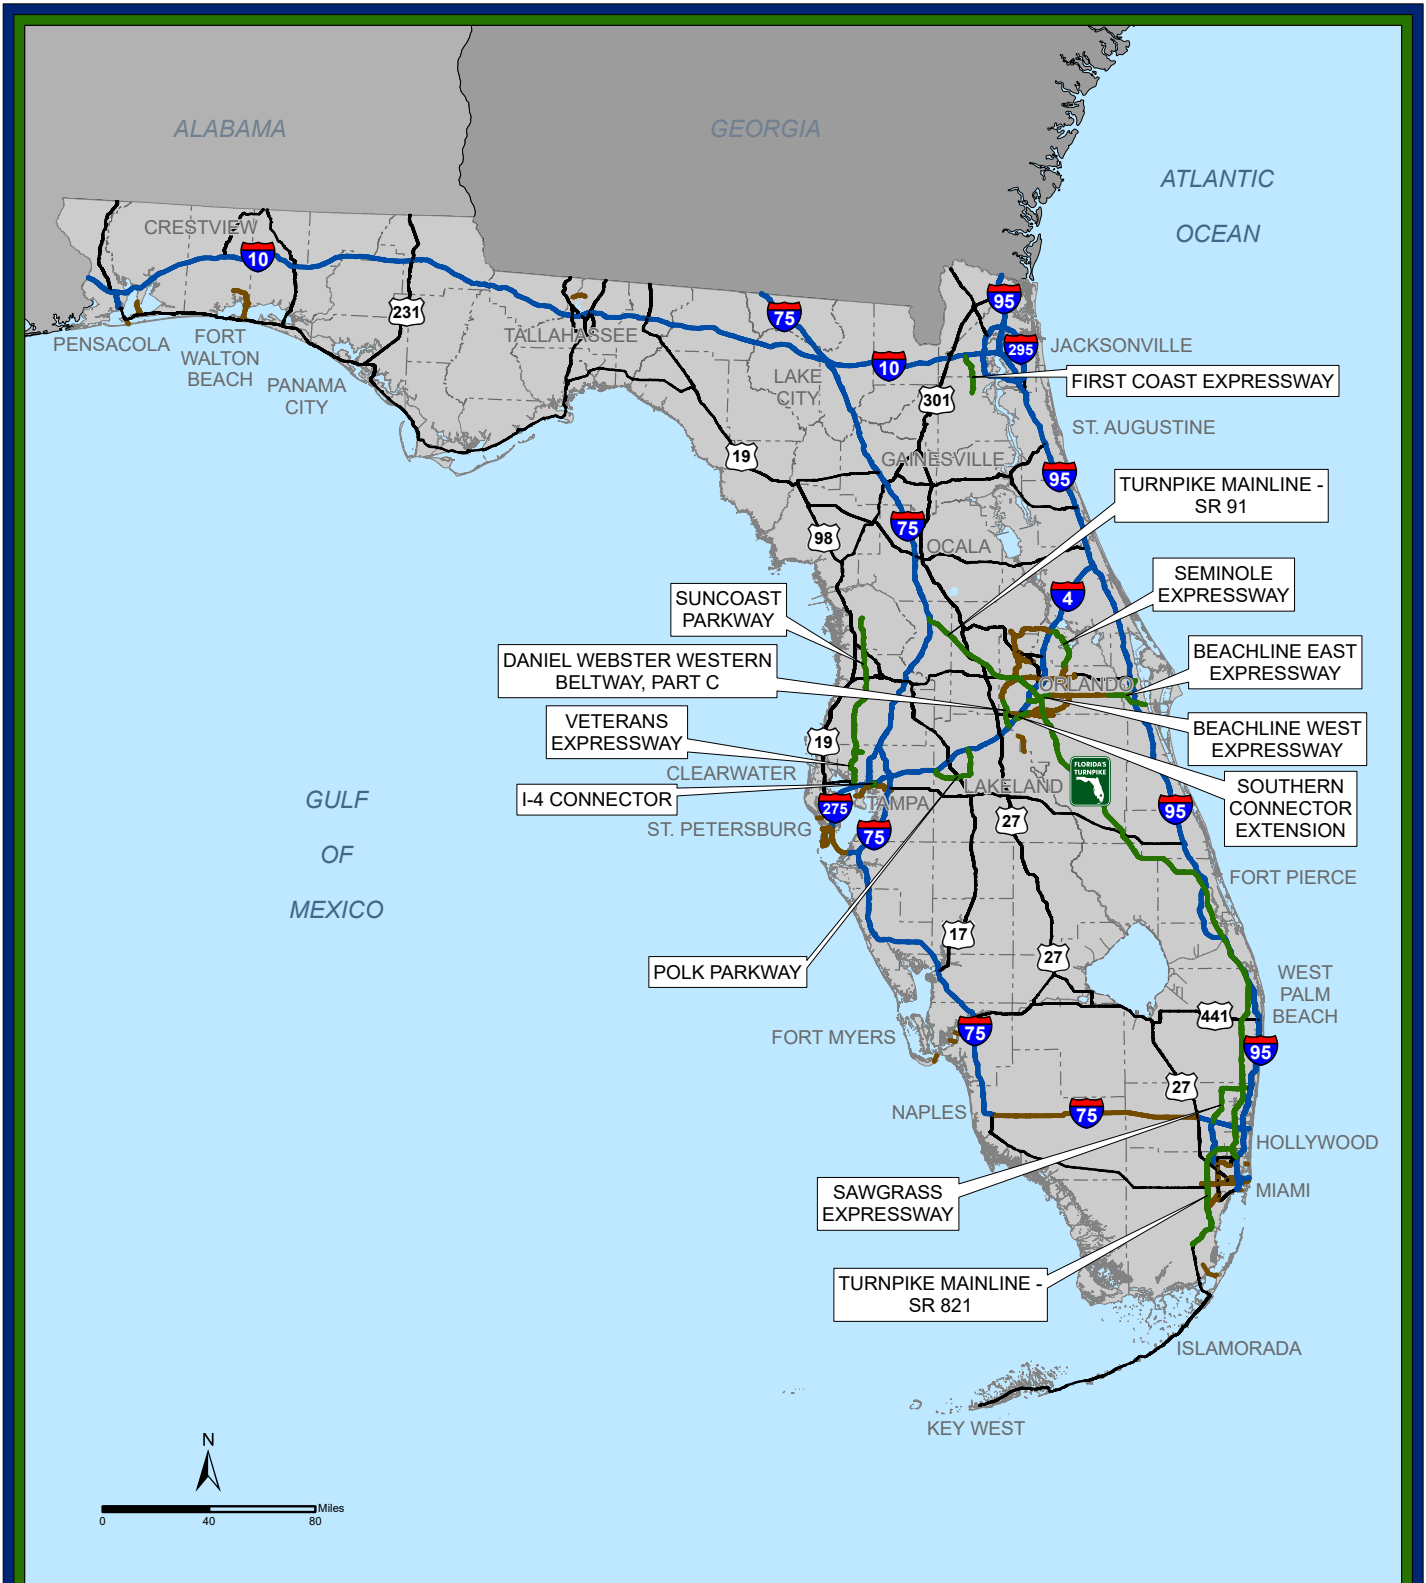 ALABAMA
GEORGIA
ATLANTIC
OCEAN
CRESTVIEW
10
231
PENSACOLA
FORT
WALTON
BEACH
PANAMA
CITY
TALLAHASSEE
75
95
295
JACKSONVILLE
10
LAKE
CITY
FIRST COAST EXPRESSWAY
301
ST. AUGUSTINE
19
GAINESVILLE
95
TURNPIKE MAINLINE -
SR 91
75
98
OCALA
SEMINOLE
EXPRESSWAY
4
SUNCOAST
PARKWAY
DANIEL WEBSTER WESTERN
BELTWAY, PART C
BEACHLINE EAST
EXPRESSWAY
ORLANDO
VETERANS
EXPRESSWAY
BEACHLINE WEST
EXPRESSWAY
19
CLEARWATER
FLORIDA'S
TURNPIKE
LAKELAND
I-4 CONNECTOR
TAMPA
275
95
SOUTHERN
CONNECTOR
EXTENSION
GULF
OF
MEXICO
ST. PETERSBURG
75
27
FORT PIERCE
17
27
POLK PARKWAY
WEST
PALM
BEACH
441
FORT MYERS
75
95
27
NAPLES
75
HOLLYWOOD
SAWGRASS
EXPRESSWAY
MIAMI
TURNPIKE MAINLINE -
SR 821
ISLAMORADA
KEY WEST
N
Miles
0 40 80